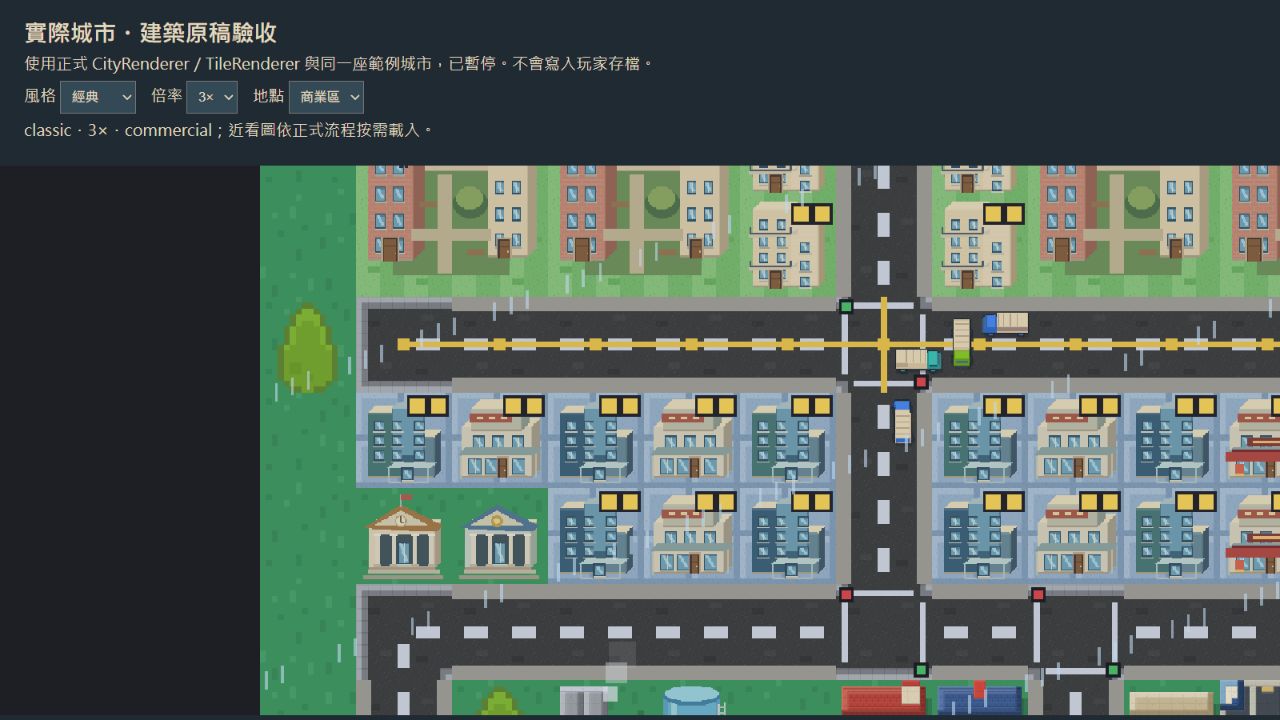 實際城市・建築原稿驗收
使用正式 CityRenderer / TileRenderer 與同一座範例城市，已暫停。不會寫入玩家存檔。
風格 經典 倍率 3× 地點 商業區
classic · 3× · commercial；近看圖依正式流程按需載入。